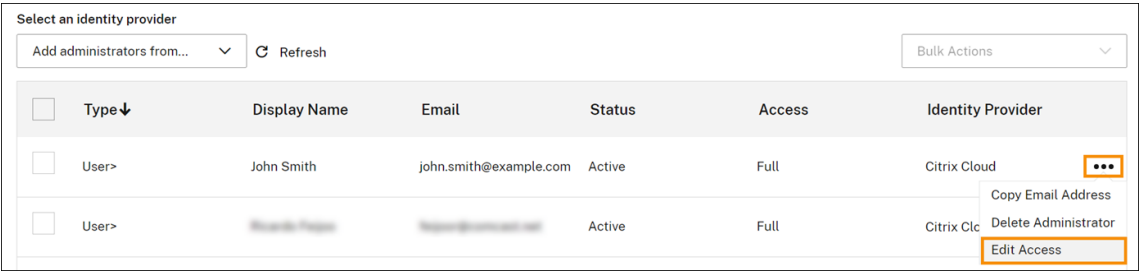 Select an identity provider
Add administrators from...
Refresh
Bulk Actions
Type Display Name Email Status Access Identity Provider
User> John Smith john.smith@example.com Active Full Citrix Cloud
Copy Email Address
User> Active Full Citrix Clo
Delete Administrator
Edit Access